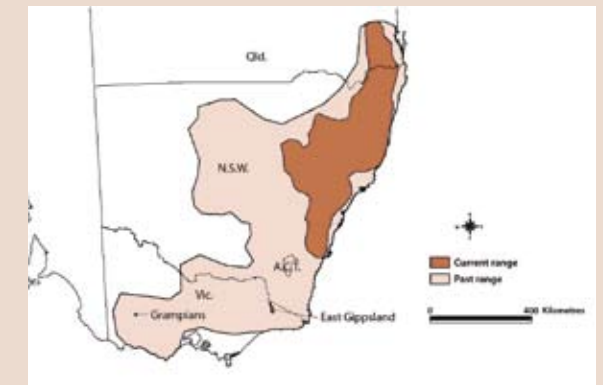 Qld.
N.S.W.
A.C.T.
Vic.
Grampians
East Gippsland
Current range
Past range
0 400 Kilometres